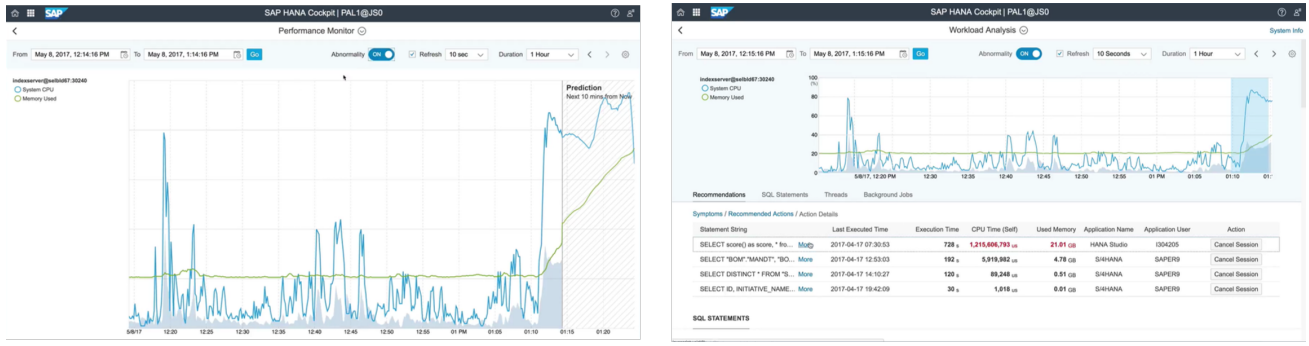 SAP
SAP HANA Cockpit | PAL1@JS0
Performance Monitor
From May 8, 2017, 12:14:16 PM To May 8, 2017, 1:14:16 PM Go Abnormality ON Refresh 10 sec Duration 1 Hour
indexserver@selbld67:30240
System CPU
Memory Used
Prediction
Next 10 mins from Now
5/8/17 12:20 12:25 12:30 12:35 12:40 12:45 12:50 12:55 01 PM 01:05 01:10 01:15 01:20
SAP
SAP HANA Cockpit | PAL1@JS0
Workload Analysis
System Info
From May 8, 2017, 12:15:16 PM To May 8, 2017, 1:15:16 PM Go Abnormality ON Refresh 10 Seconds Duration 1 Hour
indexserver@selbld67:30240
System CPU
Memory Used
100
(%)
80
60
40
20
0
5/8/17, 12:20 PM 12:30 12:35 12:40 12:45 12:50 12:55 01 PM 01:05 01:10 01:
Recommendations SQL Statements Threads Background Jobs
Symptoms / Recommended Actions / Action Details
Statement String Last Executed Time Execution Time CPU Time (Self) Used Memory Application Name Application User Action
SELECT score() as score, * fro... More 2017-04-17 07:30:53 728 s 1,215,606,793 us 21.01 GB HANA Studio I304205 Cancel Session
SELECT "BOM"."MANDT", "BO... More 2017-04-17 12:53:03 192 s 5,919,982 us 4.78 GB S/4HANA SAPER9 Cancel Session
SELECT DISTINCT * FROM "S... More 2017-04-17 14:10:27 120 s 89,248 us 0.51 GB S/4HANA SAPER9 Cancel Session
SELECT ID, INITIATIVE_NAME... More 2017-04-17 19:42:09 30 s 1,018 us 0.01 GB S/4HANA SAPER9 Cancel Session
SQL STATEMENTS